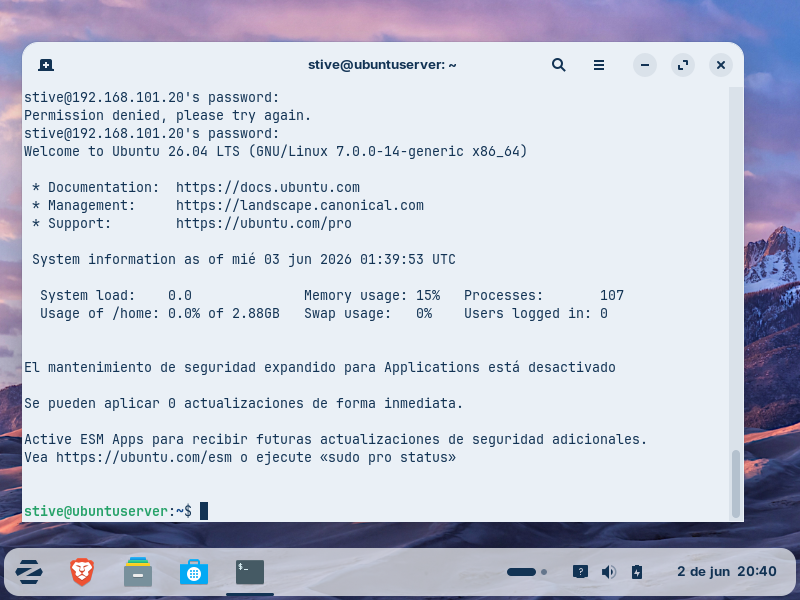 stive@ubuntuserver: ~
stive@192.168.101.20's password:
Permission denied, please try again.
stive@192.168.101.20's password:
Welcome to Ubuntu 26.04 LTS (GNU/Linux 7.0.0-14-generic x86_64)
* Documentation:  https://docs.ubuntu.com
* Management:     https://landscape.canonical.com
* Support:        https://ubuntu.com/pro
System information as of mié 03 jun 2026 01:39:53 UTC
System load:    0.0              Memory usage: 15%   Processes:       107
Usage of /home: 0.0% of 2.88GB   Swap usage:   0%    Users logged in: 0
El mantenimiento de seguridad expandido para Applications está desactivado
Se pueden aplicar 0 actualizaciones de forma inmediata.
Active ESM Apps para recibir futuras actualizaciones de seguridad adicionales.
Vea https://ubuntu.com/esm o ejecute «sudo pro status»
stive@ubuntuserver:~$
2 de jun  20:40